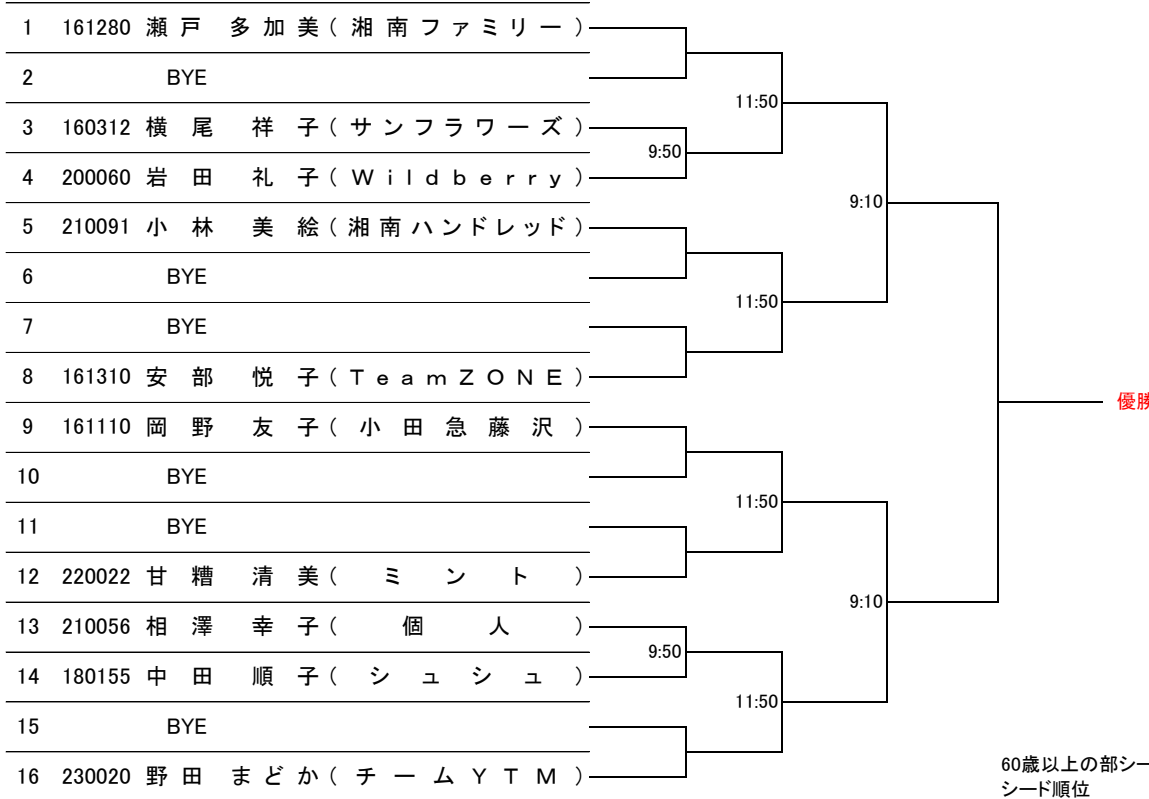 1 161280 瀬戸 多加美(湘南ファミリー)
2 BYE
11:50
3 160312 横尾 祥子(サンフラワーズ)
9:50
4 200060 岩田 礼子(Wildberry)
9:10
5 210091 小林 美絵(湘南ハンドレッド)
6 BYE
11:50
7 BYE
8 161310 安部 悦子(TeamZONE)
優勝
9 161110 岡野 友子(小田急藤沢)
10 BYE
11:50
11 BYE
12 220022 甘糟 清美(ミント)
9:10
13 210056 相澤 幸子(個人)
9:50
14 180155 中田 順子(シュシュ)
11:50
15 BYE
16 230020 野田 まどか(チームYTM)
60歳以上の部シー
シード順位